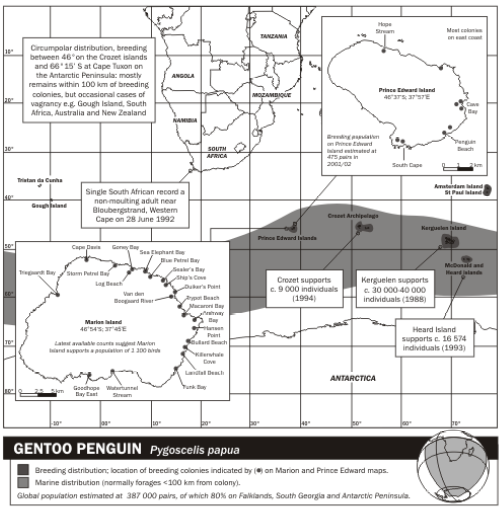 Circumpolar distribution, breeding
between 46° on the Crozet islands
and 66° 15' S at Cape Tuxon on
the Antarctic Peninsula: mostly
remains within 100 km of breeding
colonies, but occasional cases of
vagrancy e.g. Gough Island, South
Africa, Australia and New Zealand
TANZANIA
ANGOLA
MOZAMBIQUE
NAMIBIA
SOUTH
AFRICA
Hope
Stream
Most colonies
on east coast
Prince Edward Island
46°37'S; 37°57'E
Cave
Bay
Penguin
Beach
South Cape
0 1 2 km
Breeding population
on Prince Edward
Island estimated at
475 pairs in
2001/02
10°
20°
30°
40°
50°
60°
70°
80°
Tristan da Cunha
Gough Island
Single South African record a
non-moulting adult near
Bloubergstrand, Western
Cape on 28 June 1992
Amsterdam Island
St Paul Island
Crozet Archipelago
Prince Edward Islands
Kerguelen Island
McDonald and
Heard Islands
Crozet supports
c. 9 000 individuals
(1994)
Kerguelen supports
c. 30 000-40 000
individuals (1988)
Heard Island
supports c. 16 574
individuals (1993)
ANTARCTICA
Cape Davis
Goney Bay
Sea Elephant Bay
Blue Petrel Bay
Sealer's Bay
Ship's Cove
Duiker's Point
Trypot Beach
Macaroni Bay
Archway
Bay
Hansen
Point
Bullard Beach
Killerwhale
Cove
Landfall Beach
Funk Bay
Triegaardt Bay
Storm Petrel Bay
Log Beach
Van den
Boogaard River
Marion Island
46°54'S; 37°45'E
Latest available counts suggest Marion
Island supports a population of 1 100 birds
0 2.5 5 km
Goodhope
Bay East
Watertunnel
Stream
-10° 0° 10° 20° 30° 40° 50° 60° 70°
GENTOO PENGUIN Pygoscelis papua
Breeding distribution; location of breeding colonies indicated by (●) on Marion and Prince Edward maps.
Marine distribution (normally forages <100 km from colony).
Global population estimated at 387 000 pairs, of which 80% on Falklands, South Georgia and Antarctic Peninsula.